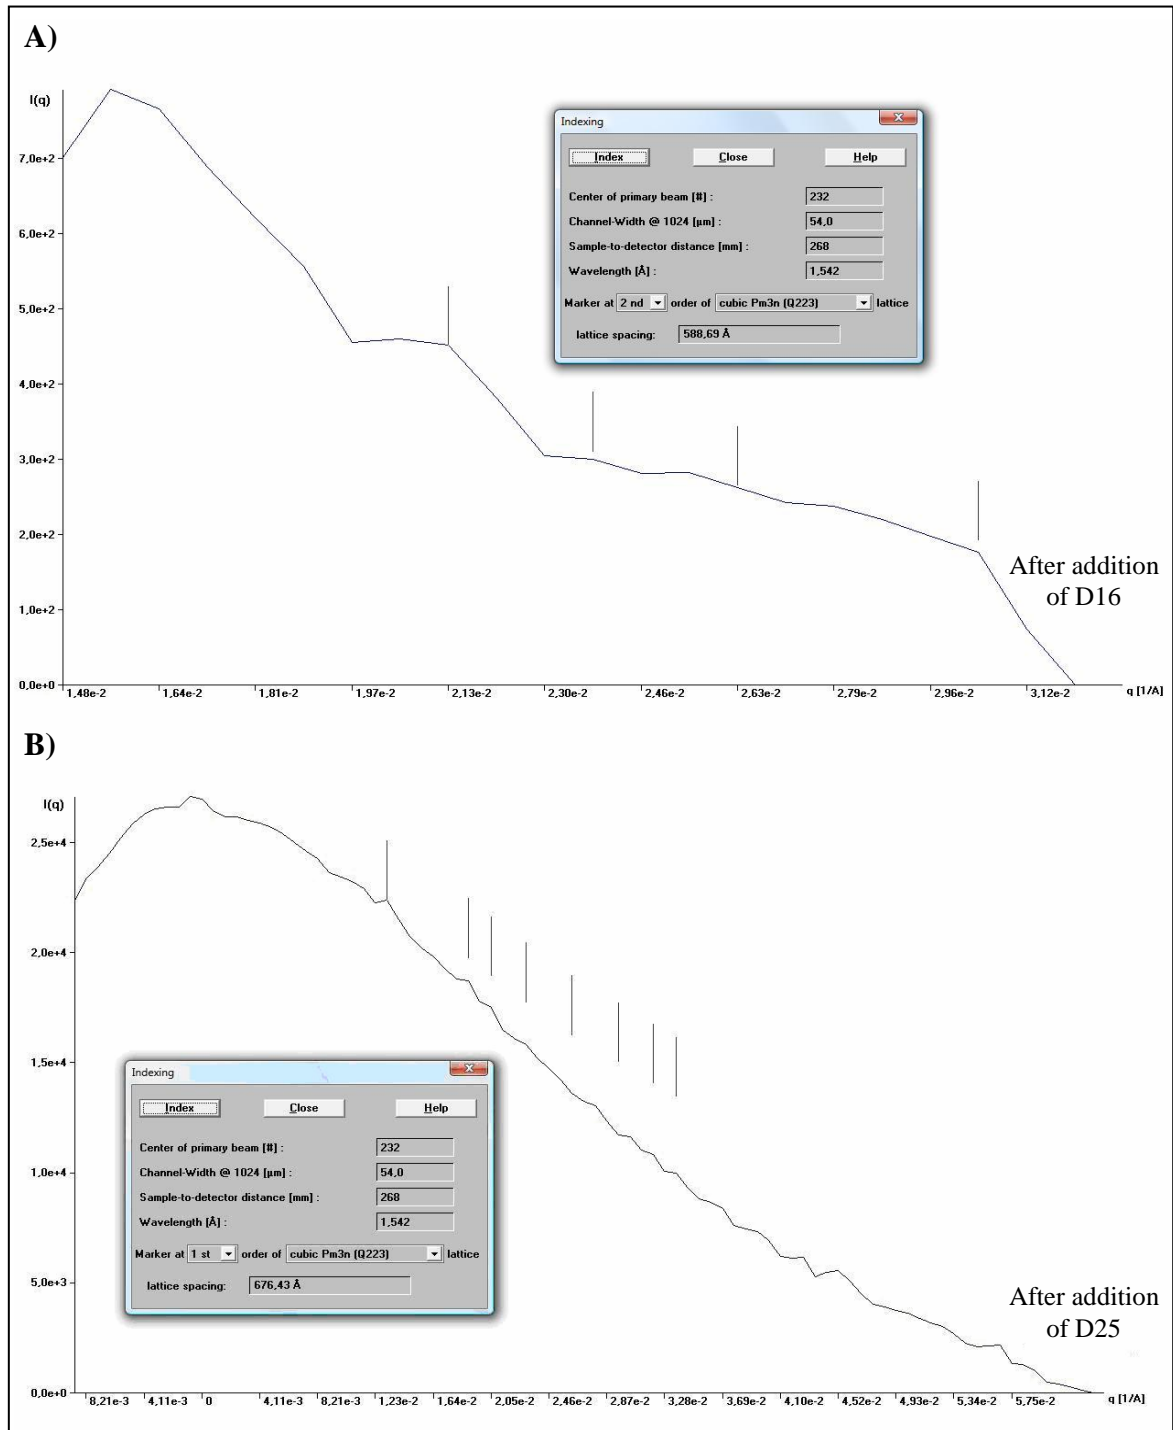 A)
I(q)
7,0e+2
6,0e+2
5,0e+2
4,0e+2
3,0e+2
2,0e+2
1,0e+2
0,0e+0
1,48e-2 1,64e-2 1,81e-2 1,97e-2 2,13e-2 2,30e-2 2,46e-2 2,63e-2 2,79e-2 2,96e-2 3,12e-2 q [1/A]
Indexing
Index Close Help
Center of primary beam [#] : 232
Channel-Width @ 1024 [µm] : 54,0
Sample-to-detector distance [mm] : 268
Wavelength [Å] : 1,542
Marker at 2 nd order of cubic Pm3n (Q223) lattice
lattice spacing: 588,69 Å
After addition
of D16
B)
I(q)
2,5e+4
2,0e+4
1,5e+4
1,0e+4
5,0e+3
0,0e+0
8,21e-3 4,11e-3 0 4,11e-3 8,21e-3 1,23e-2 1,64e-2 2,05e-2 2,46e-2 2,87e-2 3,28e-2 3,69e-2 4,10e-2 4,52e-2 4,93e-2 5,34e-2 5,75e-2 q [1/A]
Indexing
Index Close Help
Center of primary beam [#] : 232
Channel-Width @ 1024 [µm] : 54,0
Sample-to-detector distance [mm] : 268
Wavelength [Å] : 1,542
Marker at 1 st order of cubic Pm3n (Q223) lattice
lattice spacing: 676,43 Å
After addition
of D25